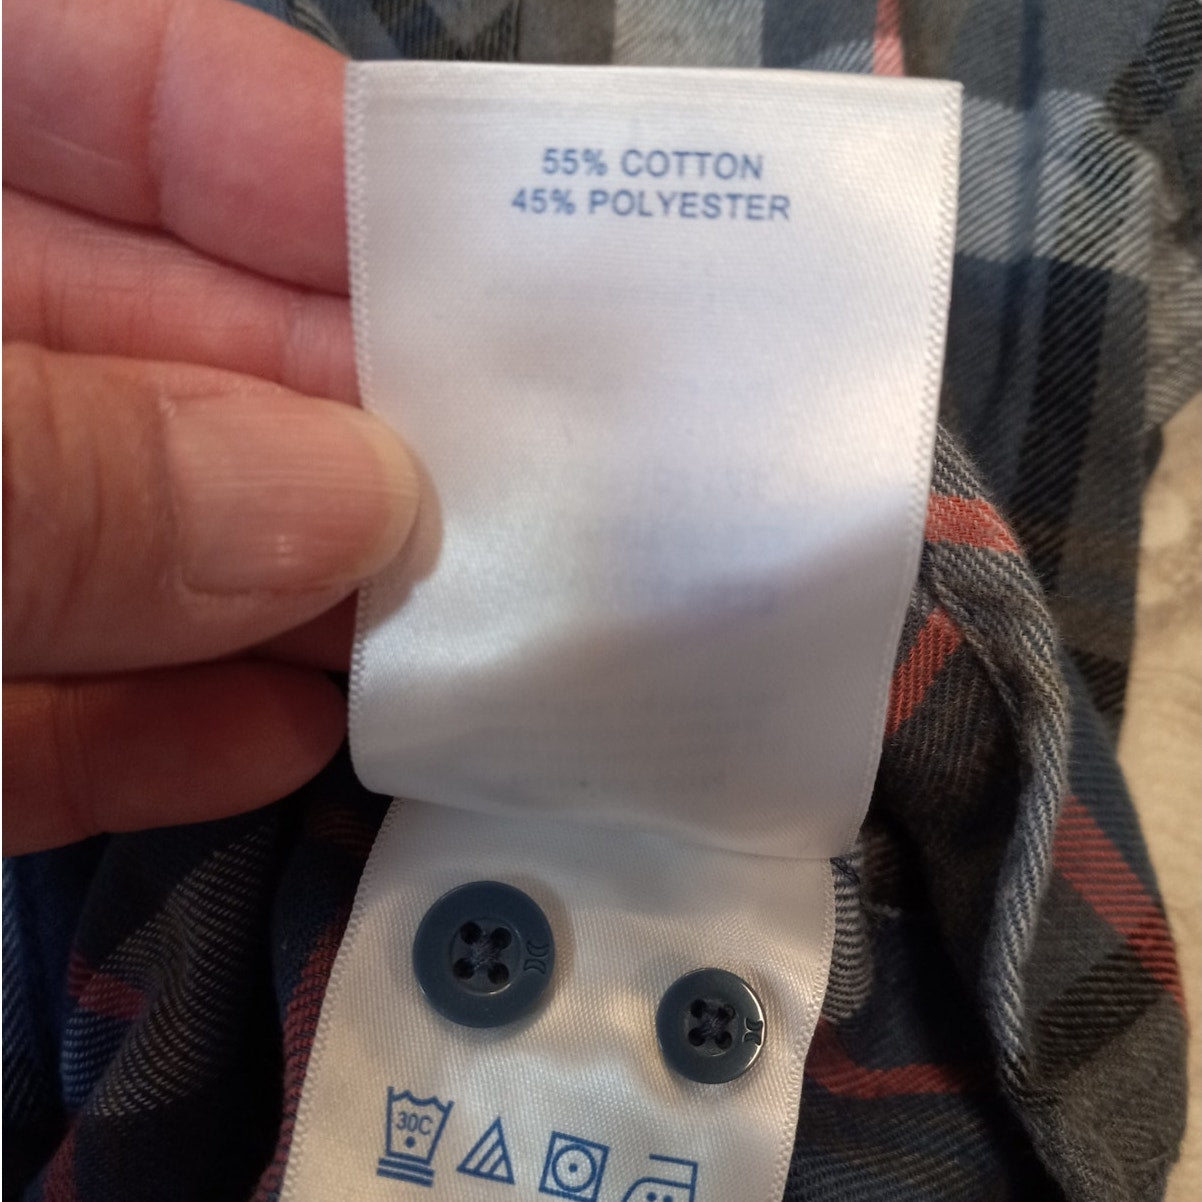 55% COTTON
45% POLYESTER
30C